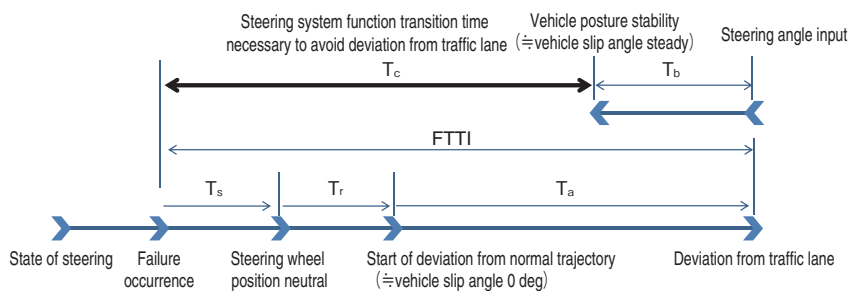 Steering system function transition time
necessary to avoid deviation from traffic lane
Vehicle posture stability
(≒vehicle slip angle steady)
Steering angle input
Tc
Tb
FTTI
Ts
Tr
Ta
State of steering
Failure
occurrence
Steering wheel
position neutral
Start of deviation from normal trajectory
(≒vehicle slip angle 0 deg)
Deviation from traffic lane